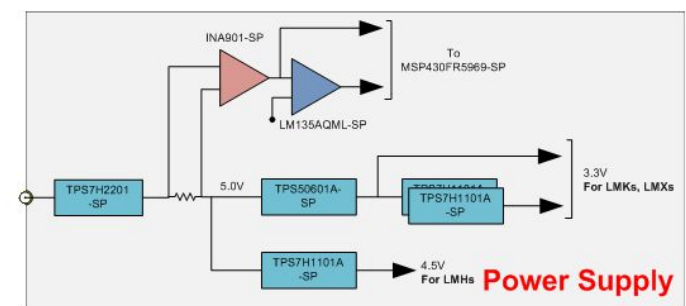 INA901-SP
To
MSP430FR5969-SP
LM135AQML-SP
TPS7H2201
-SP
5.0V
TPS50601A-
SP
TPS7H1101A
TPS7H1101A
-SP
3.3V
For LMKs, LMXs
TPS7H1101A
-SP
4.5V
For LMHs
Power Supply